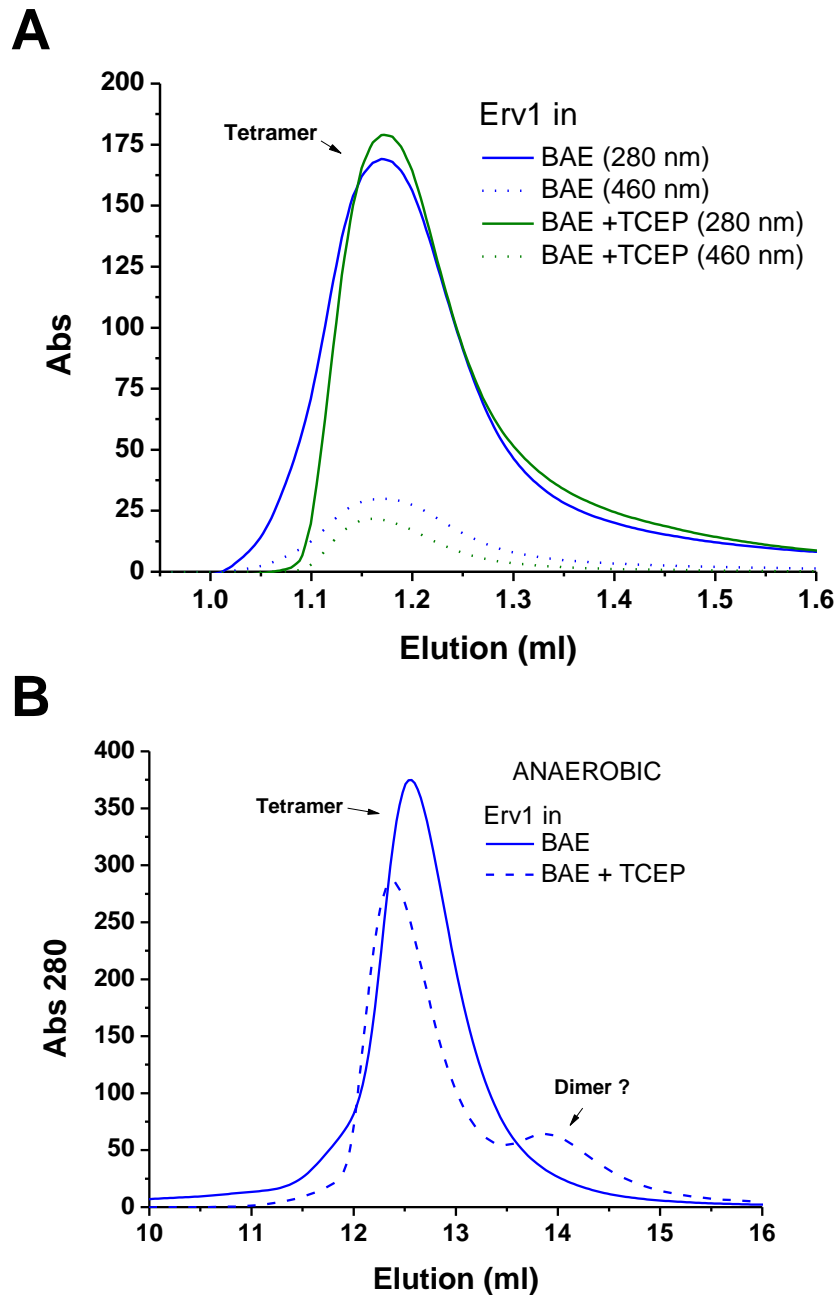 A
200
175
150
125
100
75
50
25
0
Abs
Tetramer
Erv1 in
BAE (280 nm)
BAE (460 nm)
BAE +TCEP (280 nm)
BAE +TCEP (460 nm)
1.0 1.1 1.2 1.3 1.4 1.5 1.6
Elution (ml)
B
400
350
300
250
200
150
100
50
0
Abs 280
Tetramer
ANAEROBIC
Erv1 in
BAE
BAE + TCEP
Dimer ?
10 11 12 13 14 15 16
Elution (ml)